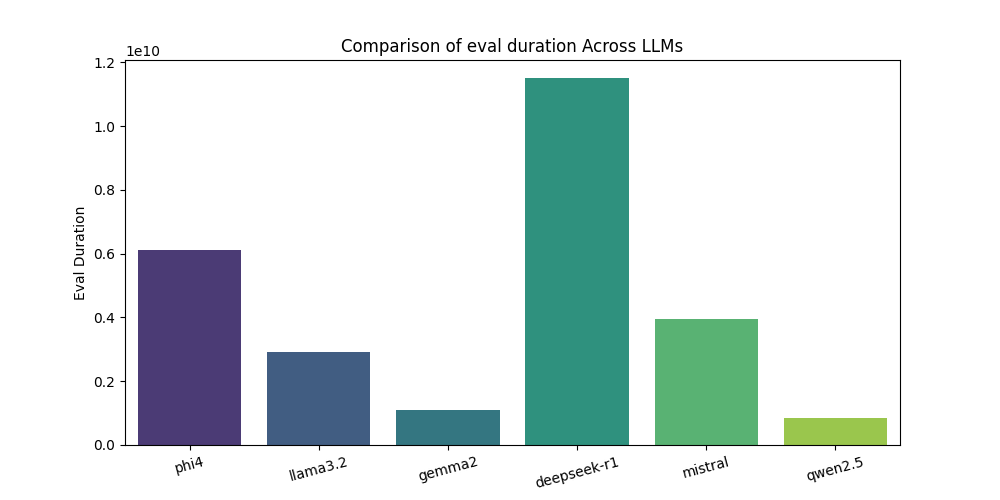 Comparison of eval duration Across LLMs
1e10
1.2
1.0
0.8
0.6
0.4
0.2
0.0
Eval Duration
phi4
llama3.2
gemma2
deepseek-r1
mistral
qwen2.5